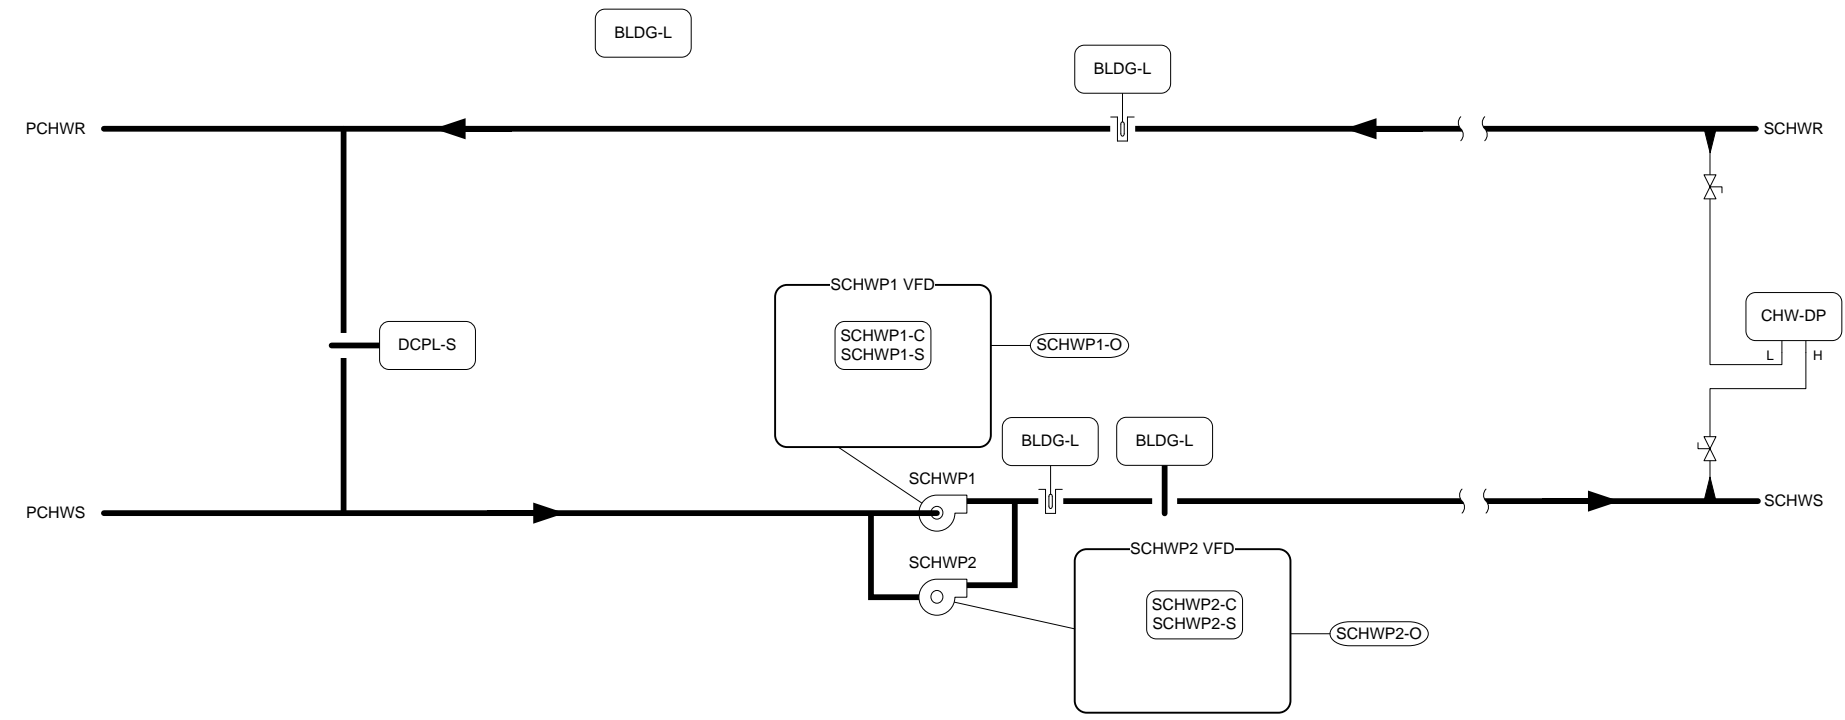 BLDG-L
BLDG-L
PCHWR
SCHWR
SCHWP1 VFD
CHW-DP
SCHWP1-C
SCHWP1-S
SCHWP1-O
DCPL-S
L
H
BLDG-L
BLDG-L
SCHWP1
PCHWS
SCHWS
SCHWP2 VFD
SCHWP2
SCHWP2-C
SCHWP2-S
SCHWP2-O